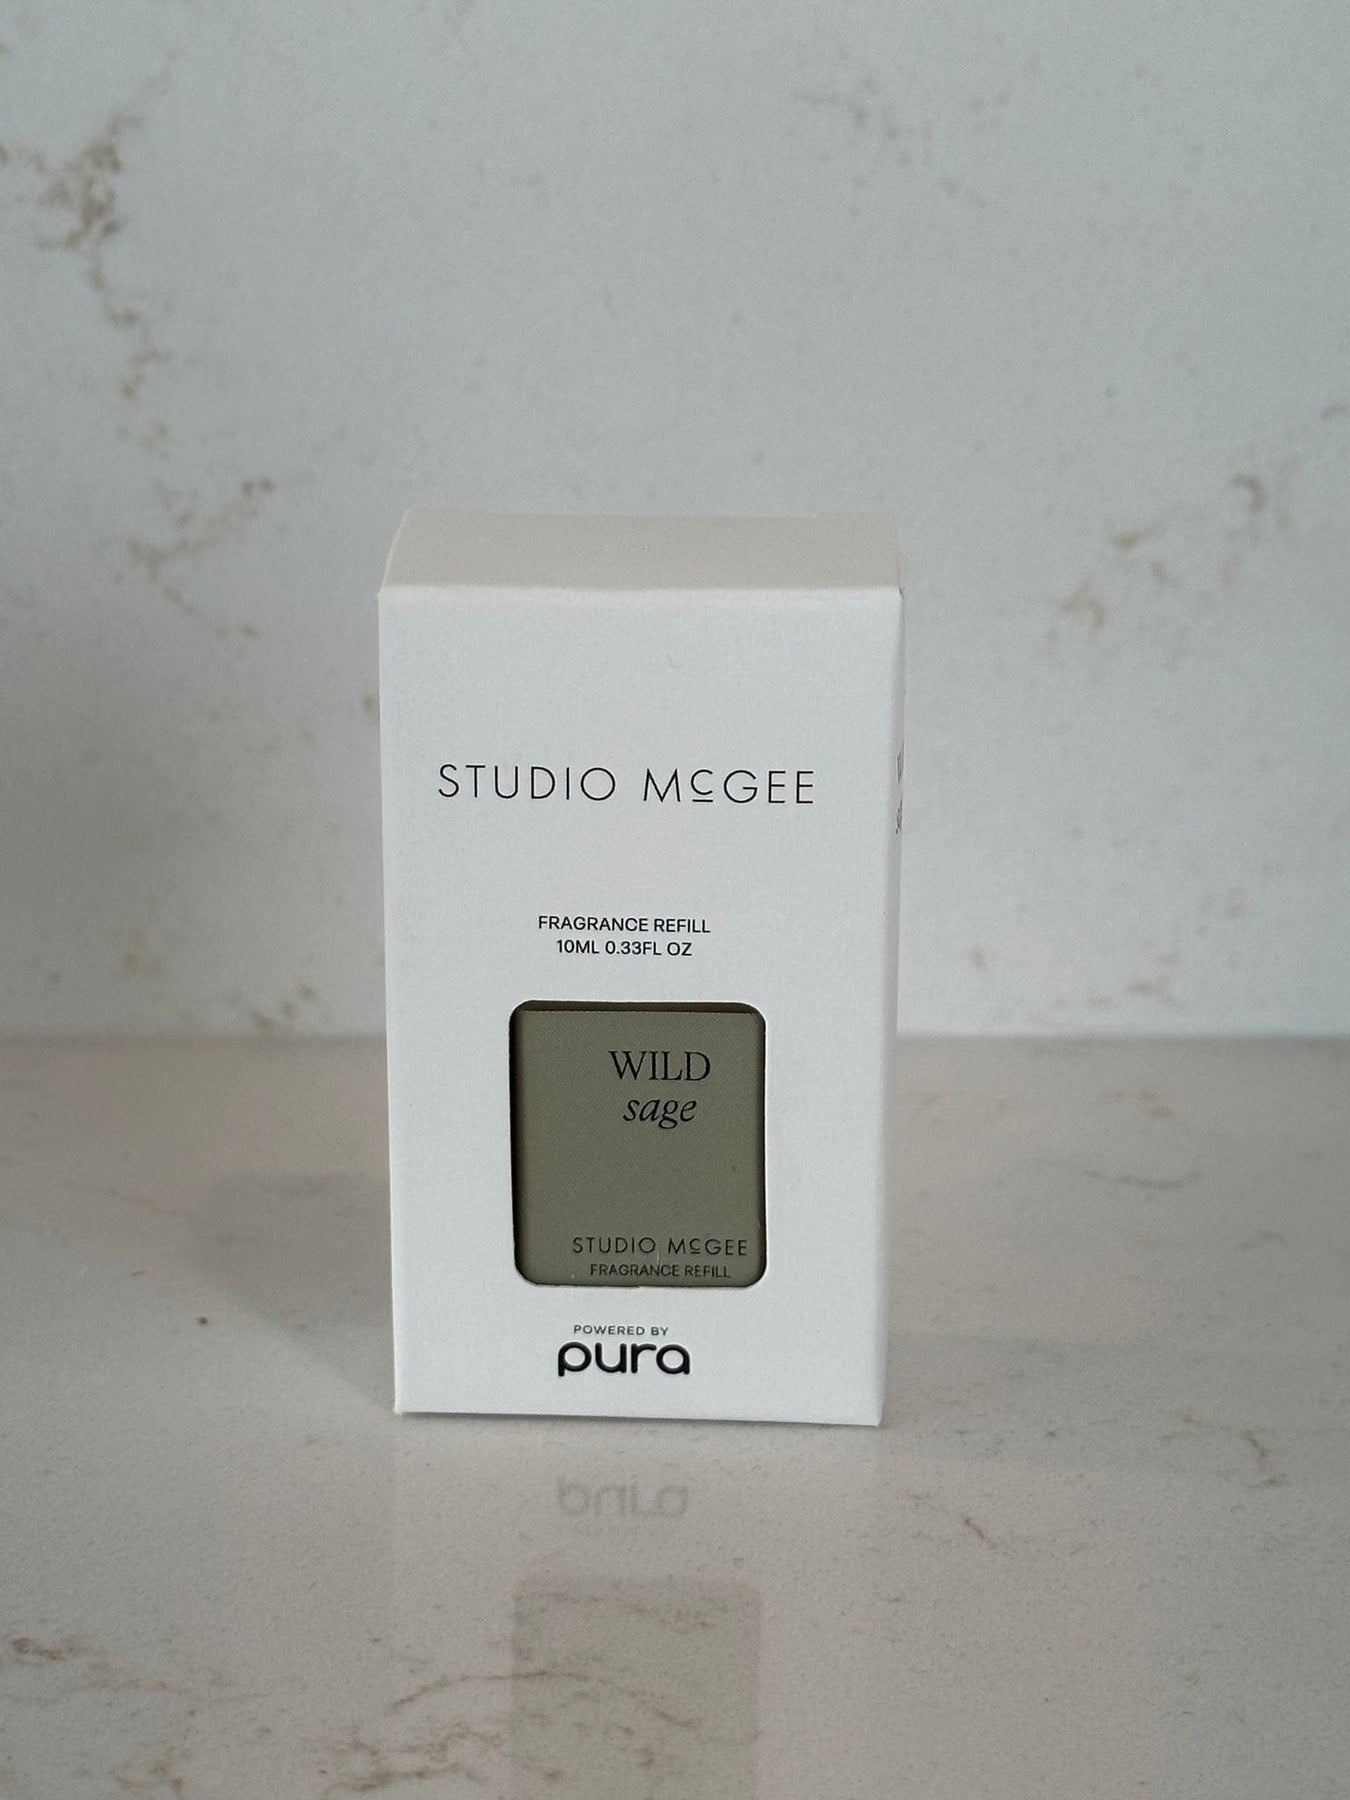 STUDIO McGEE
FRAGRANCE REFILL
10ML 0.33FL OZ
WILD
sage
STUDIO McGEE
FRAGRANCE REFILL
POWERED BY
pura